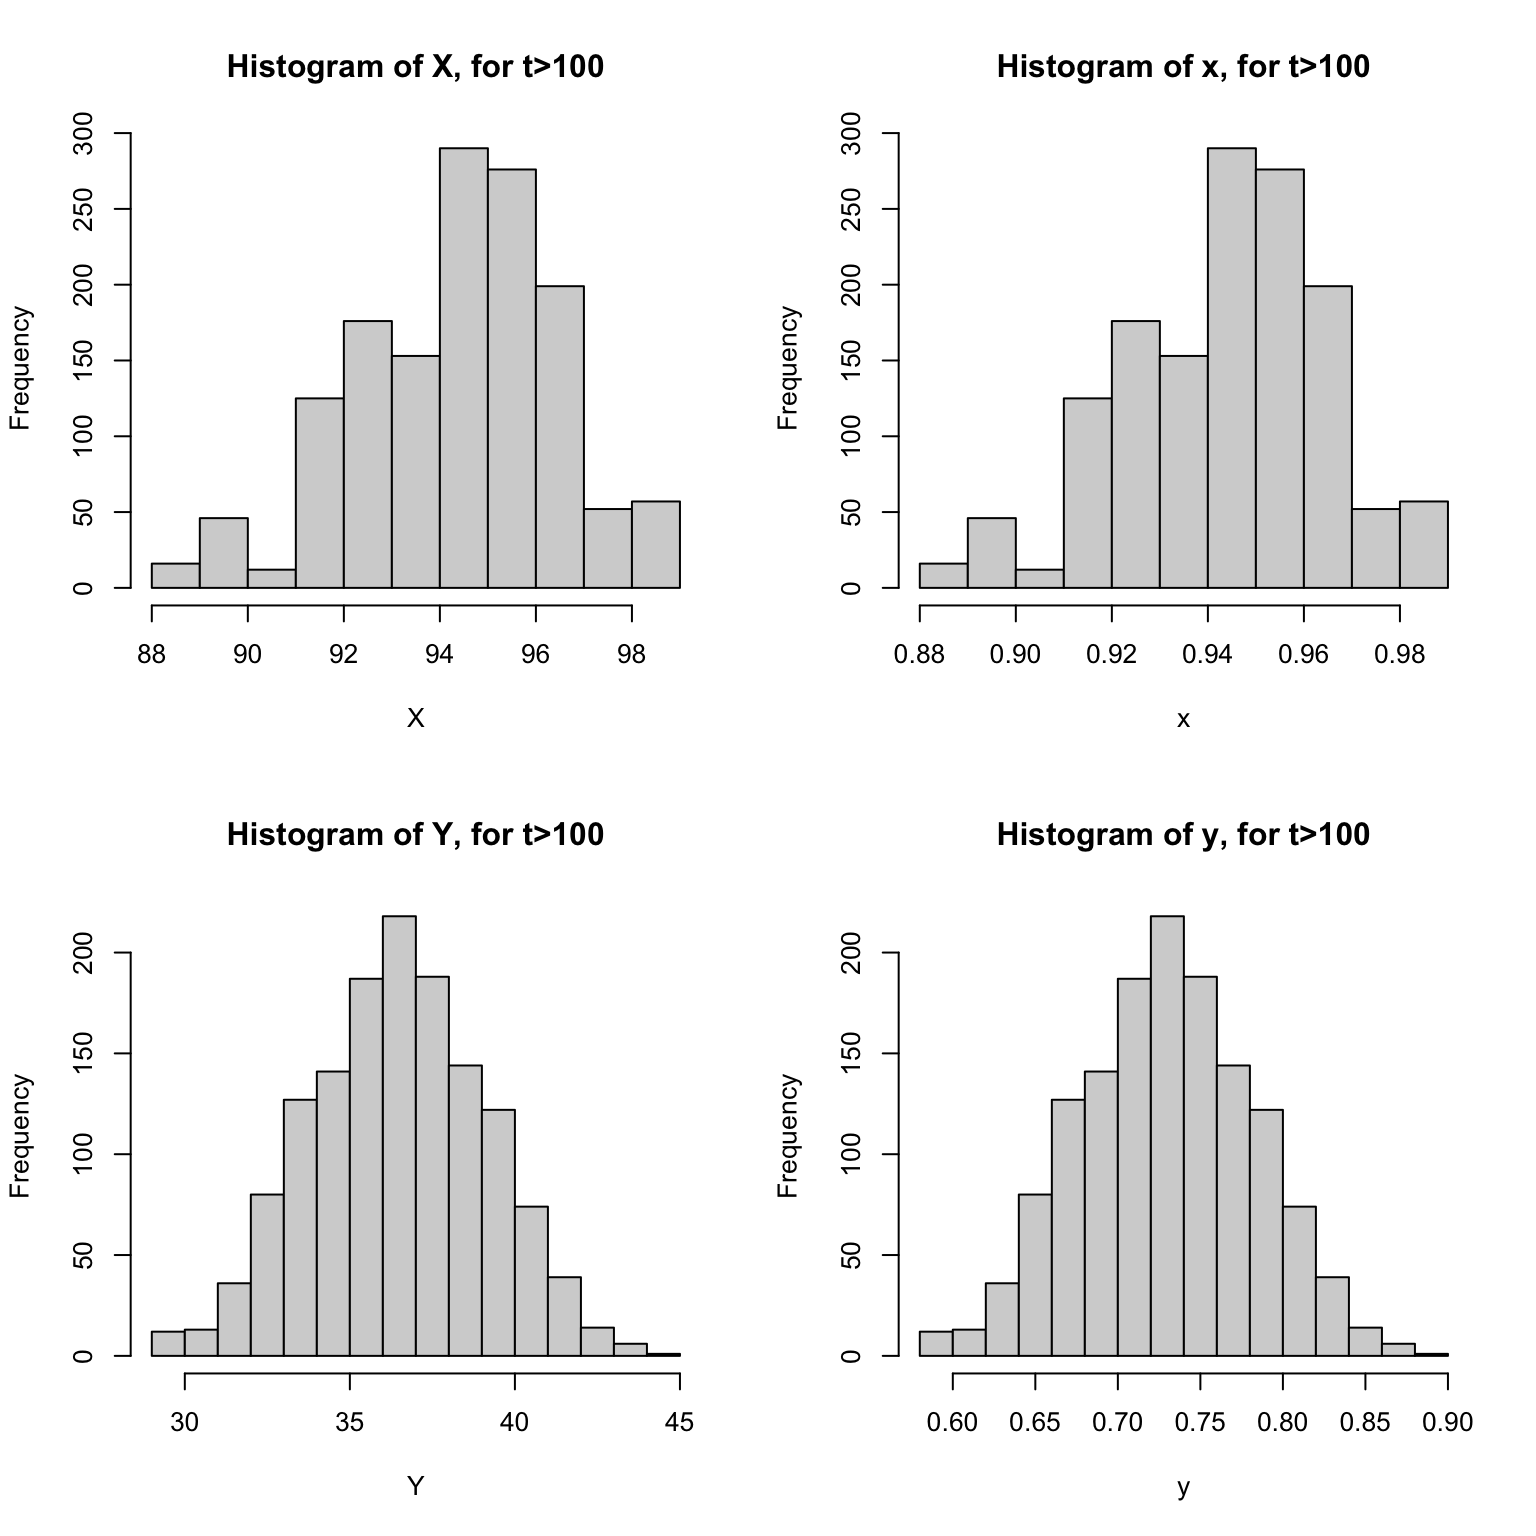 Histogram of X, for t>100
Frequency
0 50 100 150 200 250 300
88 90 92 94 96 98
X
Histogram of x, for t>100
Frequency
0 50 100 150 200 250 300
0.88 0.90 0.92 0.94 0.96 0.98
x
Histogram of Y, for t>100
Frequency
0 50 100 150 200
30 35 40 45
Y
Histogram of y, for t>100
Frequency
0 50 100 150 200
0.60 0.65 0.70 0.75 0.80 0.85 0.90
y